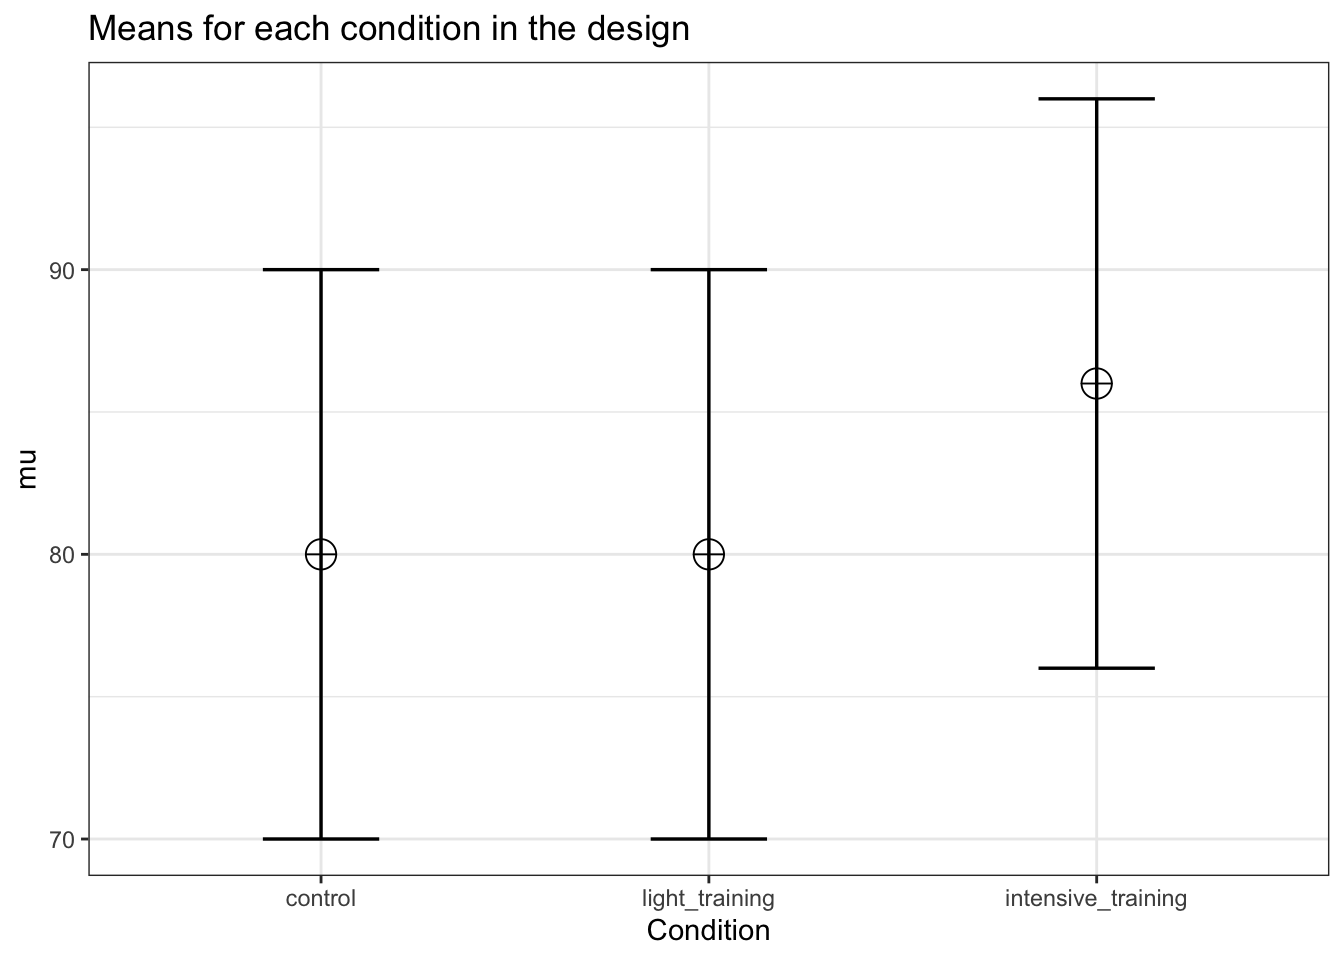 Means for each condition in the design
90
80
70
mu
control
light_training
intensive_training
Condition